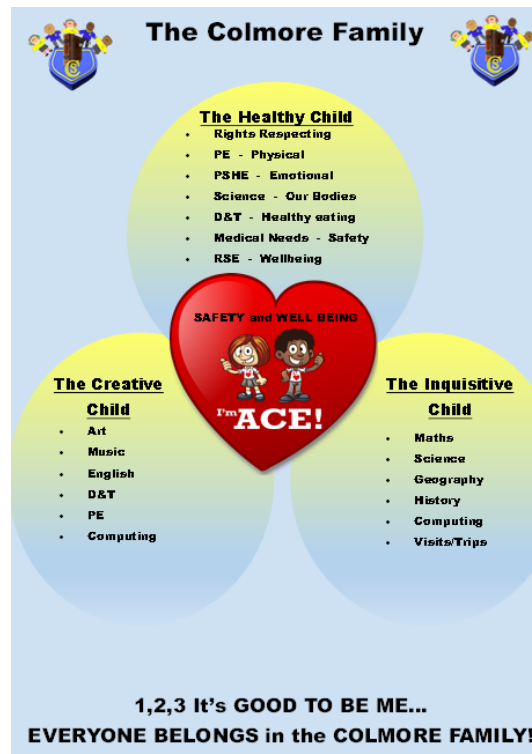 The Colmore Family
The Healthy Child
• Rights Respecting
• PE - Physical
• PSHE - Emotional
• Science - Our Bodies
• D&T - Healthy eating
• Medical Needs - Safety
• RSE - Wellbeing
SAFETY and WELL BEING
I'm ACE!
The Creative
Child
• Art
• Music
• English
• D&T
• PE
• Computing
The Inquisitive
Child
• Maths
• Science
• Geography
• History
• Computing
• Visits/Trips
1,2,3 It's GOOD TO BE ME...
EVERYONE BELONGS in the COLMORE FAMILY!